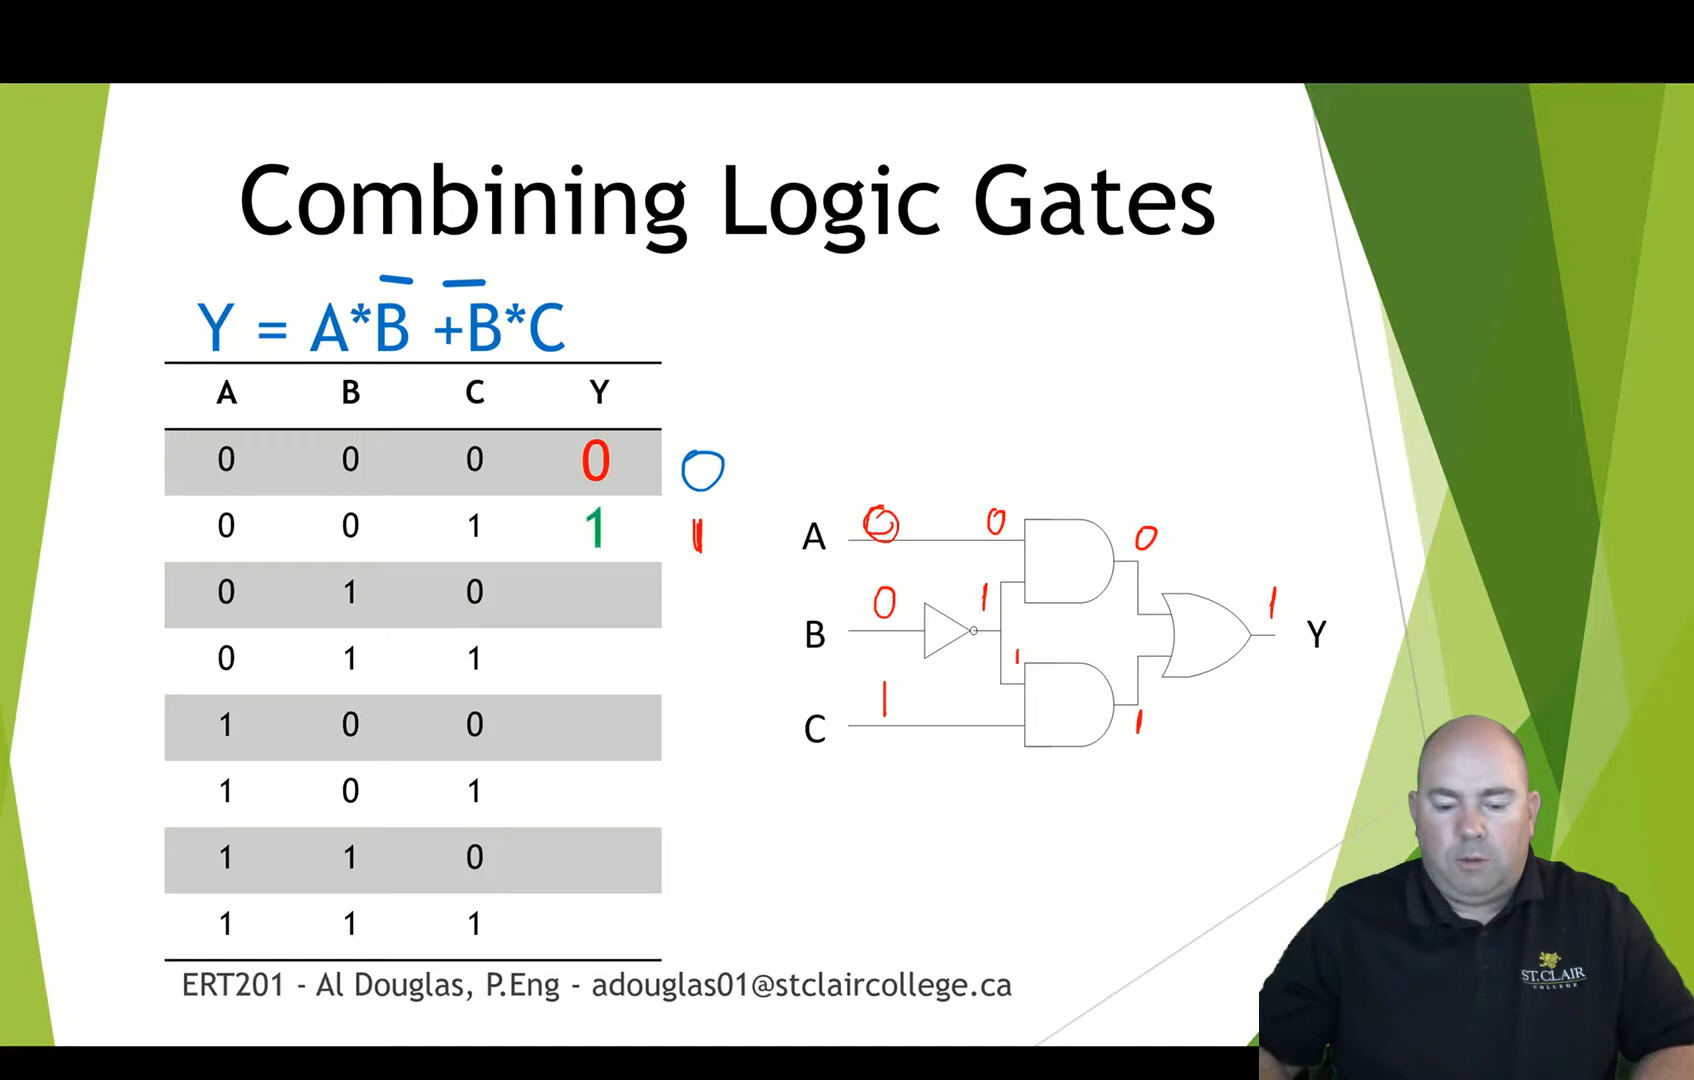 Combining Logic Gates
Y = A*B̅ +B̅*C
A B C Y
0 0 0 0 0
0 0 1 1 1
0 1 0
0 1 1
1 0 0
1 0 1
1 1 0
1 1 1
A 0 0 0
B 0 1 1 Y
1
C 1 1
ERT201 - Al Douglas, P.Eng - adouglas01@stclaircollege.ca
ST. CLAIR
COLLEGE